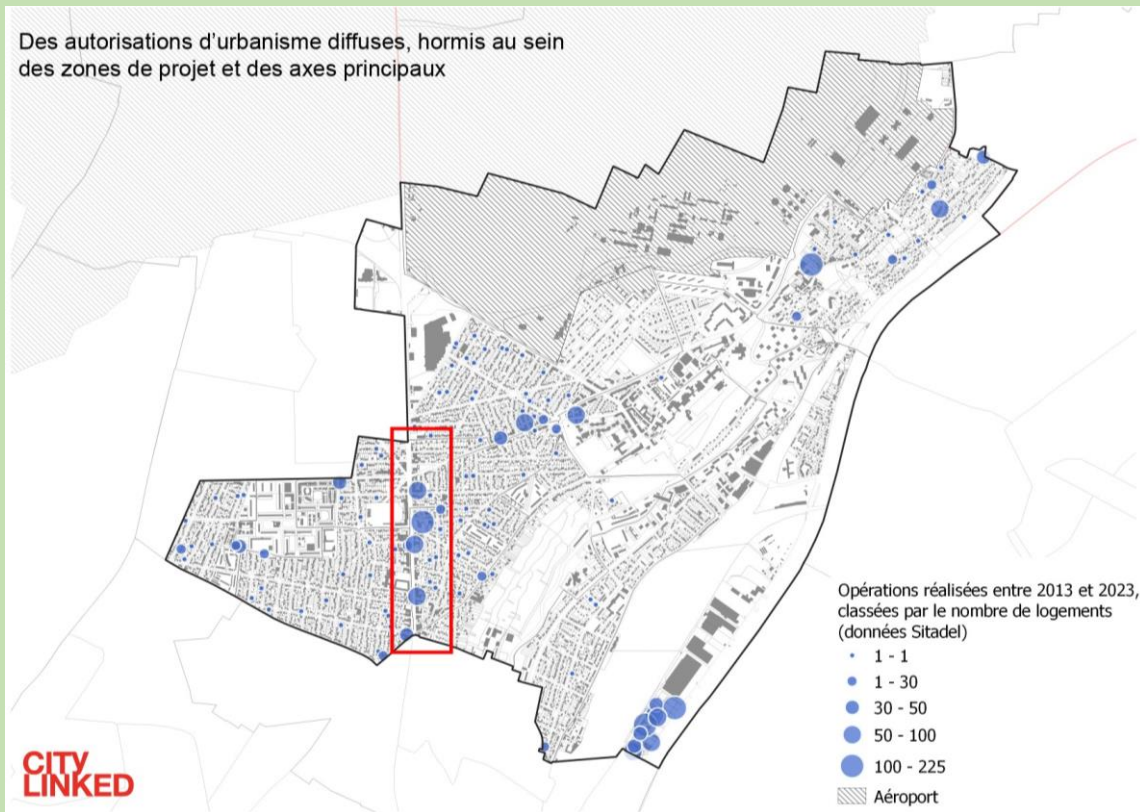 Des autorisations d'urbanisme diffuses, hormis au sein
des zones de projet et des axes principaux
Opérations réalisées entre 2013 et 2023,
classées par le nombre de logements
(données Sitadel)
1 - 1
1 - 30
30 - 50
50 - 100
100 - 225
Aéroport
CITY
LINKED